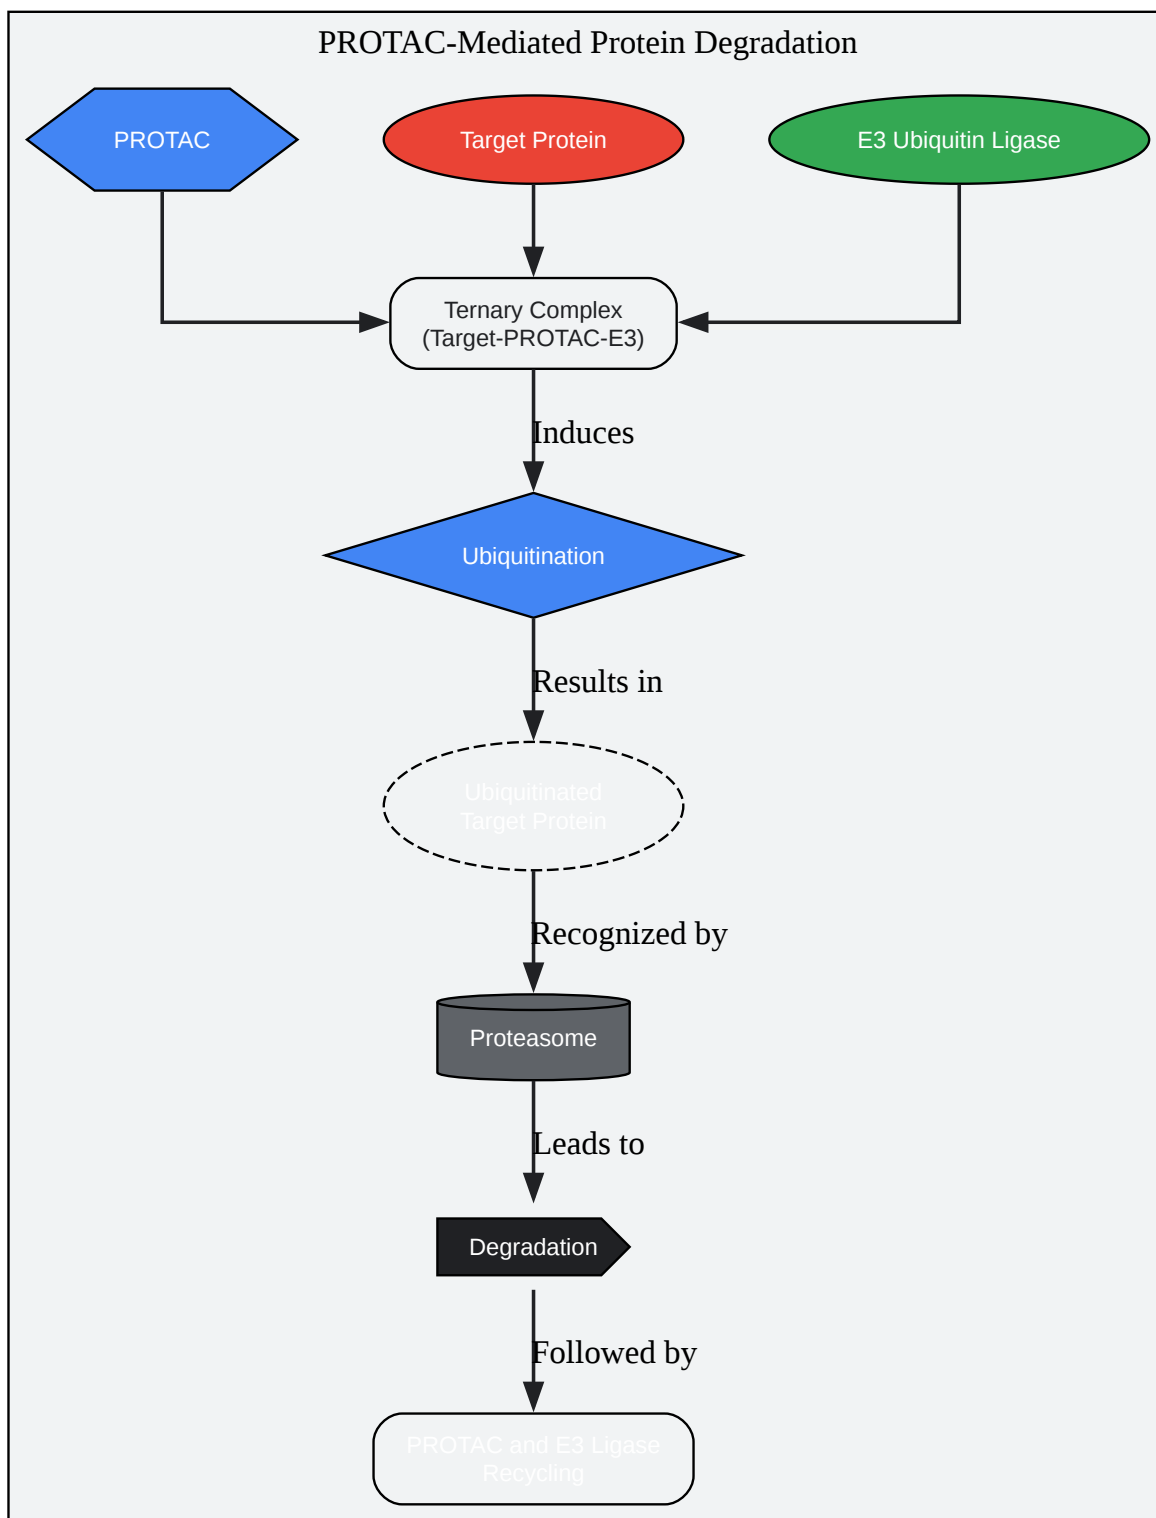 PROTAC-Mediated Protein Degradation
PROTAC
Target Protein
E3 Ubiquitin Ligase
Ternary Complex
(Target-PROTAC-E3)
Induces
Ubiquitination
Results in
Ubiquitinated
Target Protein
Recognized by
Proteasome
Leads to
Degradation
Followed by
PROTAC and E3 Ligase
Recycling